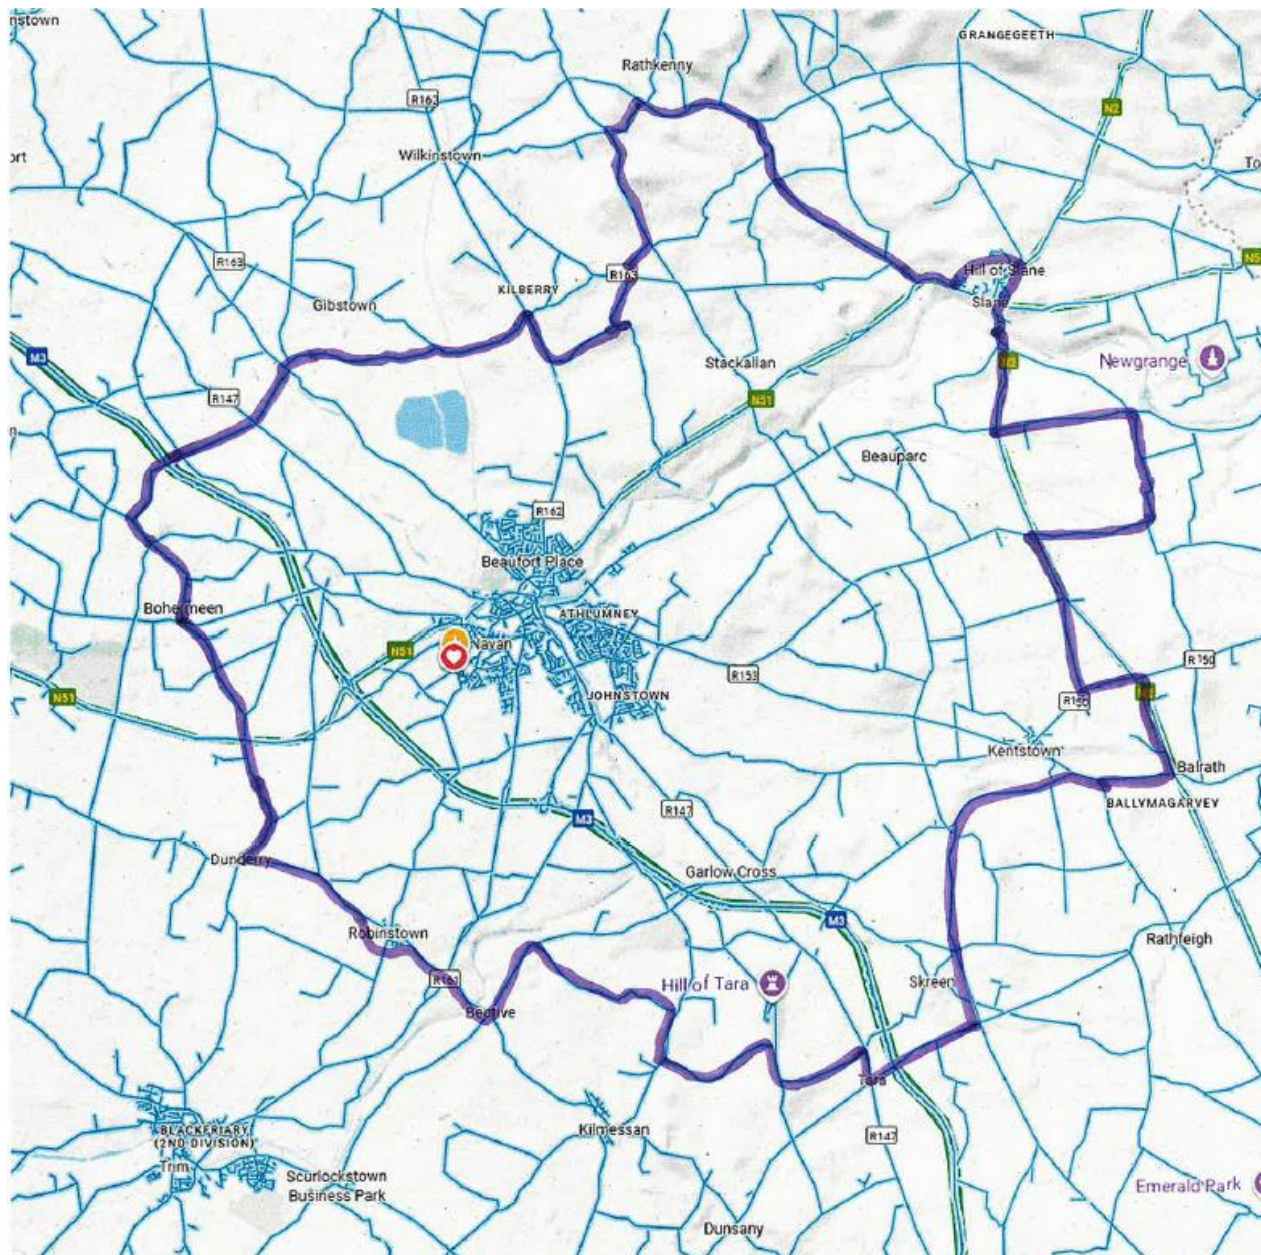 nstown
GRANGEGEETH
Rathkenny
R162
N2
Wilkinstown
ort
To
R163
R163
Hill of Slane
KILBERRY
Gibstown
Slane
M3
Stackallan
Newgrange
R147
N51
Beauparc
R162
Beaufort Place
Bohermeen
ATHLUMNEY
Navan
N51
R150
R153
N51
JOHNSTOWN
Kentstown
Balrath
BALLYMAGARVEY
R147
M3
Dunderry
Garlow Cross
M3
Robinstown
Rathfeigh
R161
Hill of Tara
Skreen
Bective
Tara
BLACKFRIARY
(2ND DIVISION)
Kilmessan
R147
Trim
Scurlockstown
Business Park
Emerald Park
Dunsany